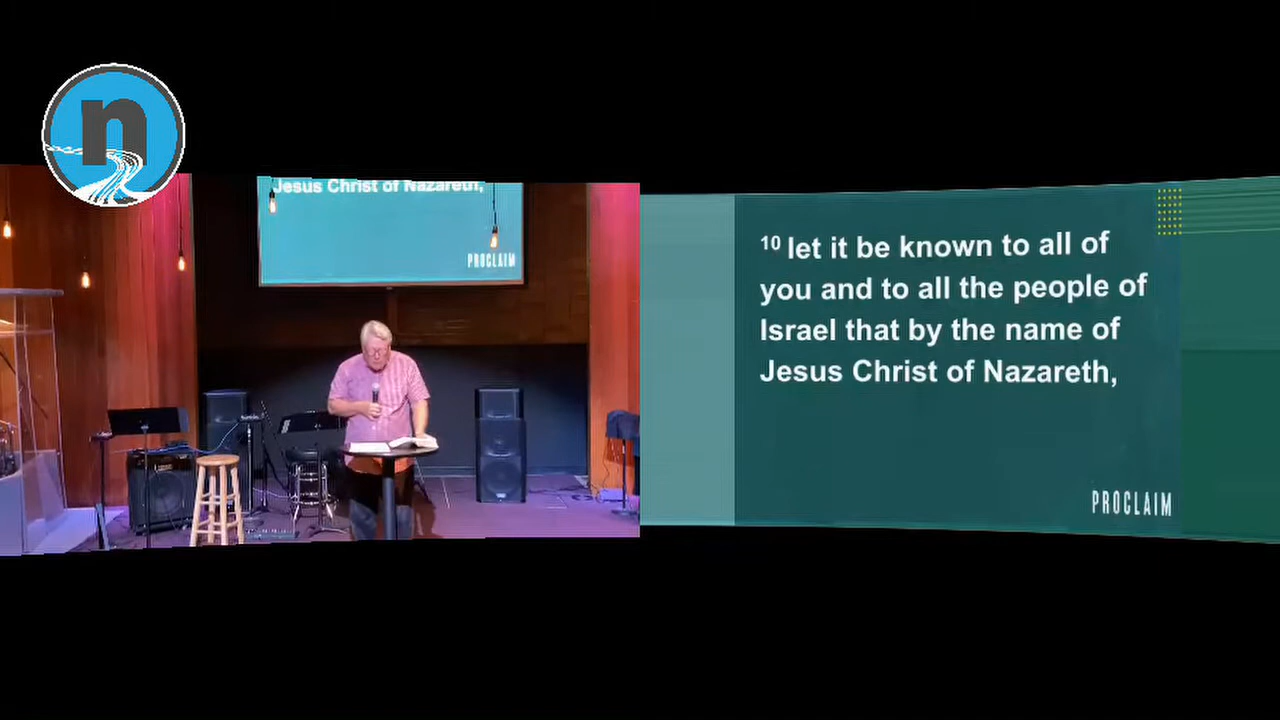 n
Jesus Christ of Nazareth,
PROCLAIM
10 let it be known to all of
you and to all the people of
Israel that by the name of
Jesus Christ of Nazareth,
PROCLAIM